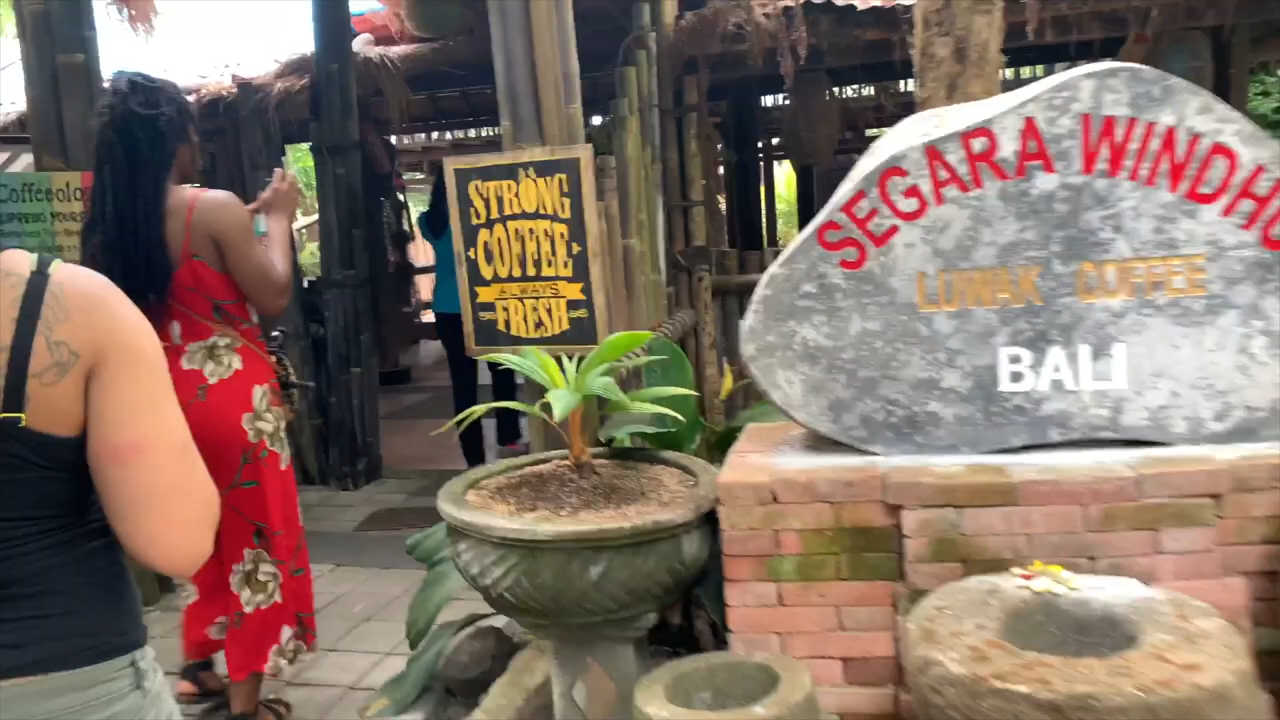 Coffeeolo
STRONG
COFFEE
ALWAYS
FRESH
SEGARA WINDHU
LUWAK COFFEE
BALI